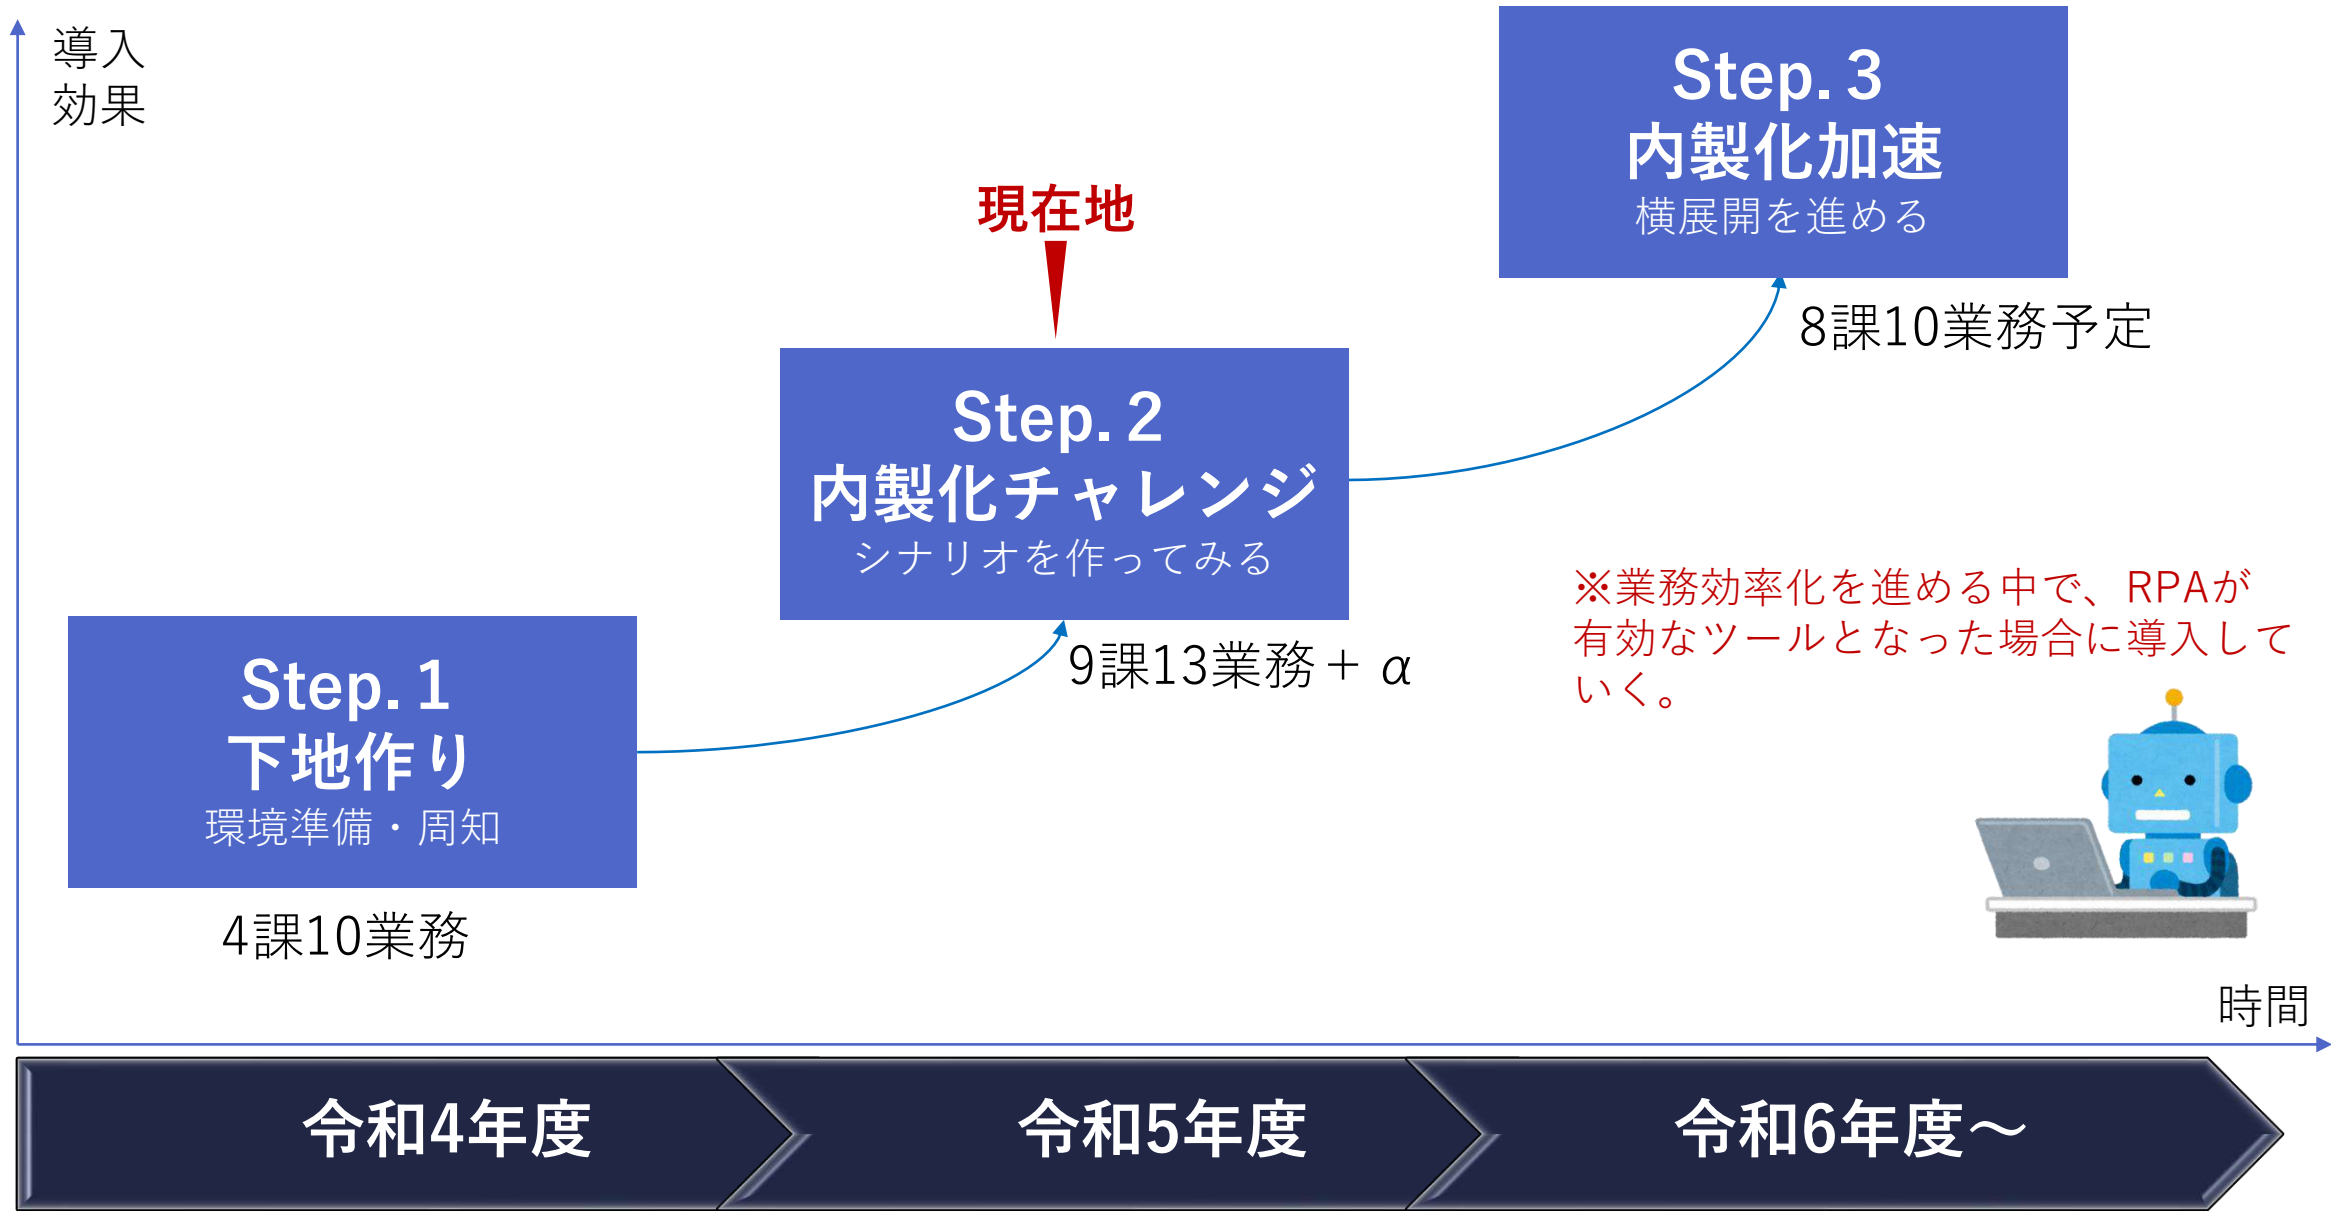 導入
効果
Step.3
内製化加速
横展開を進める
8課10業務予定
現在地
Step.2
内製化チャレンジ
シナリオを作ってみる
9課13業務＋α
※業務効率化を進める中で、RPAが
有効なツールとなった場合に導入して
いく。
Step.1
下地作り
環境準備・周知
4課10業務
時間
令和4年度
令和5年度
令和6年度～